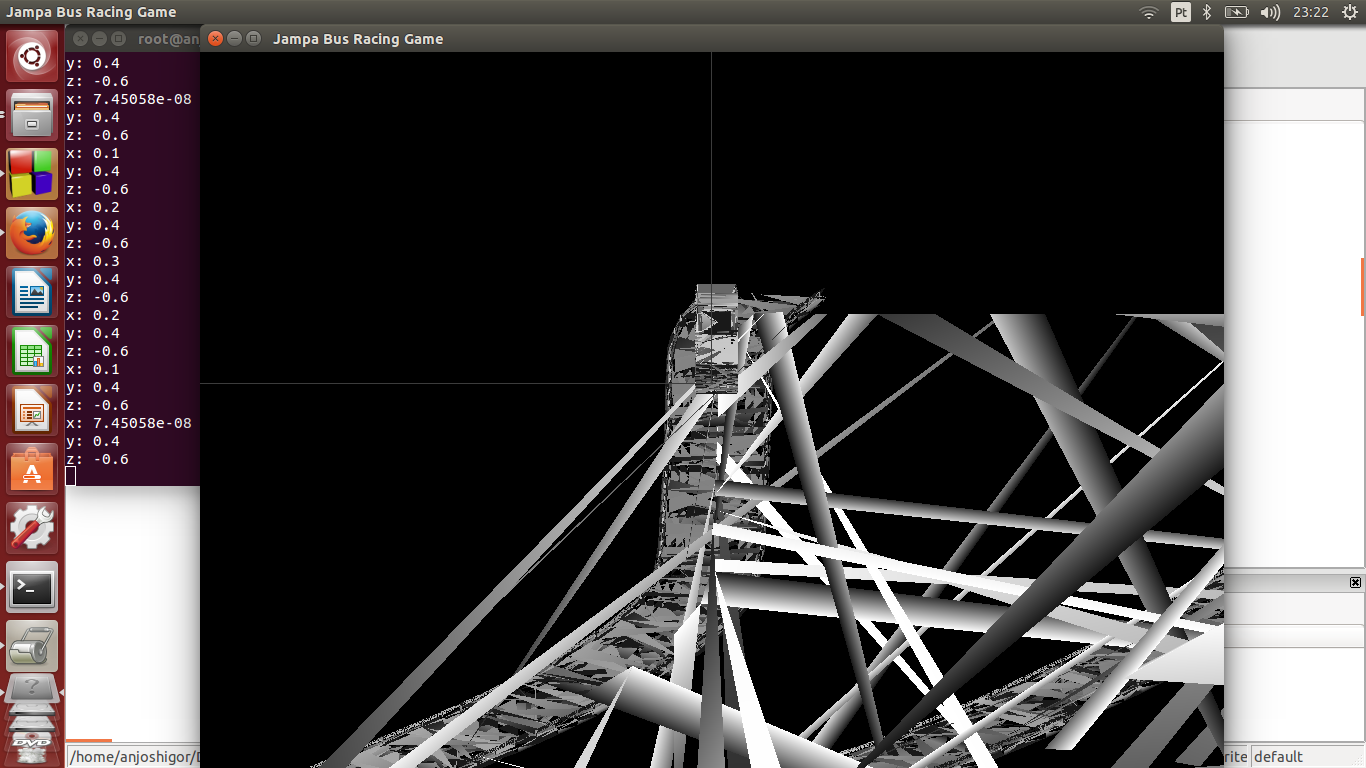 Jampa Bus Racing Game
Pt
23:22
root@an
Jampa Bus Racing Game
y: 0.4
z: -0.6
x: 7.45058e-08
y: 0.4
z: -0.6
x: 0.1
y: 0.4
z: -0.6
x: 0.2
y: 0.4
z: -0.6
x: 0.3
y: 0.4
z: -0.6
x: 0.2
y: 0.4
z: -0.6
x: 0.1
y: 0.4
z: -0.6
x: 7.45058e-08
y: 0.4
z: -0.6
/home/anjoshigor/D
rite default
DVD